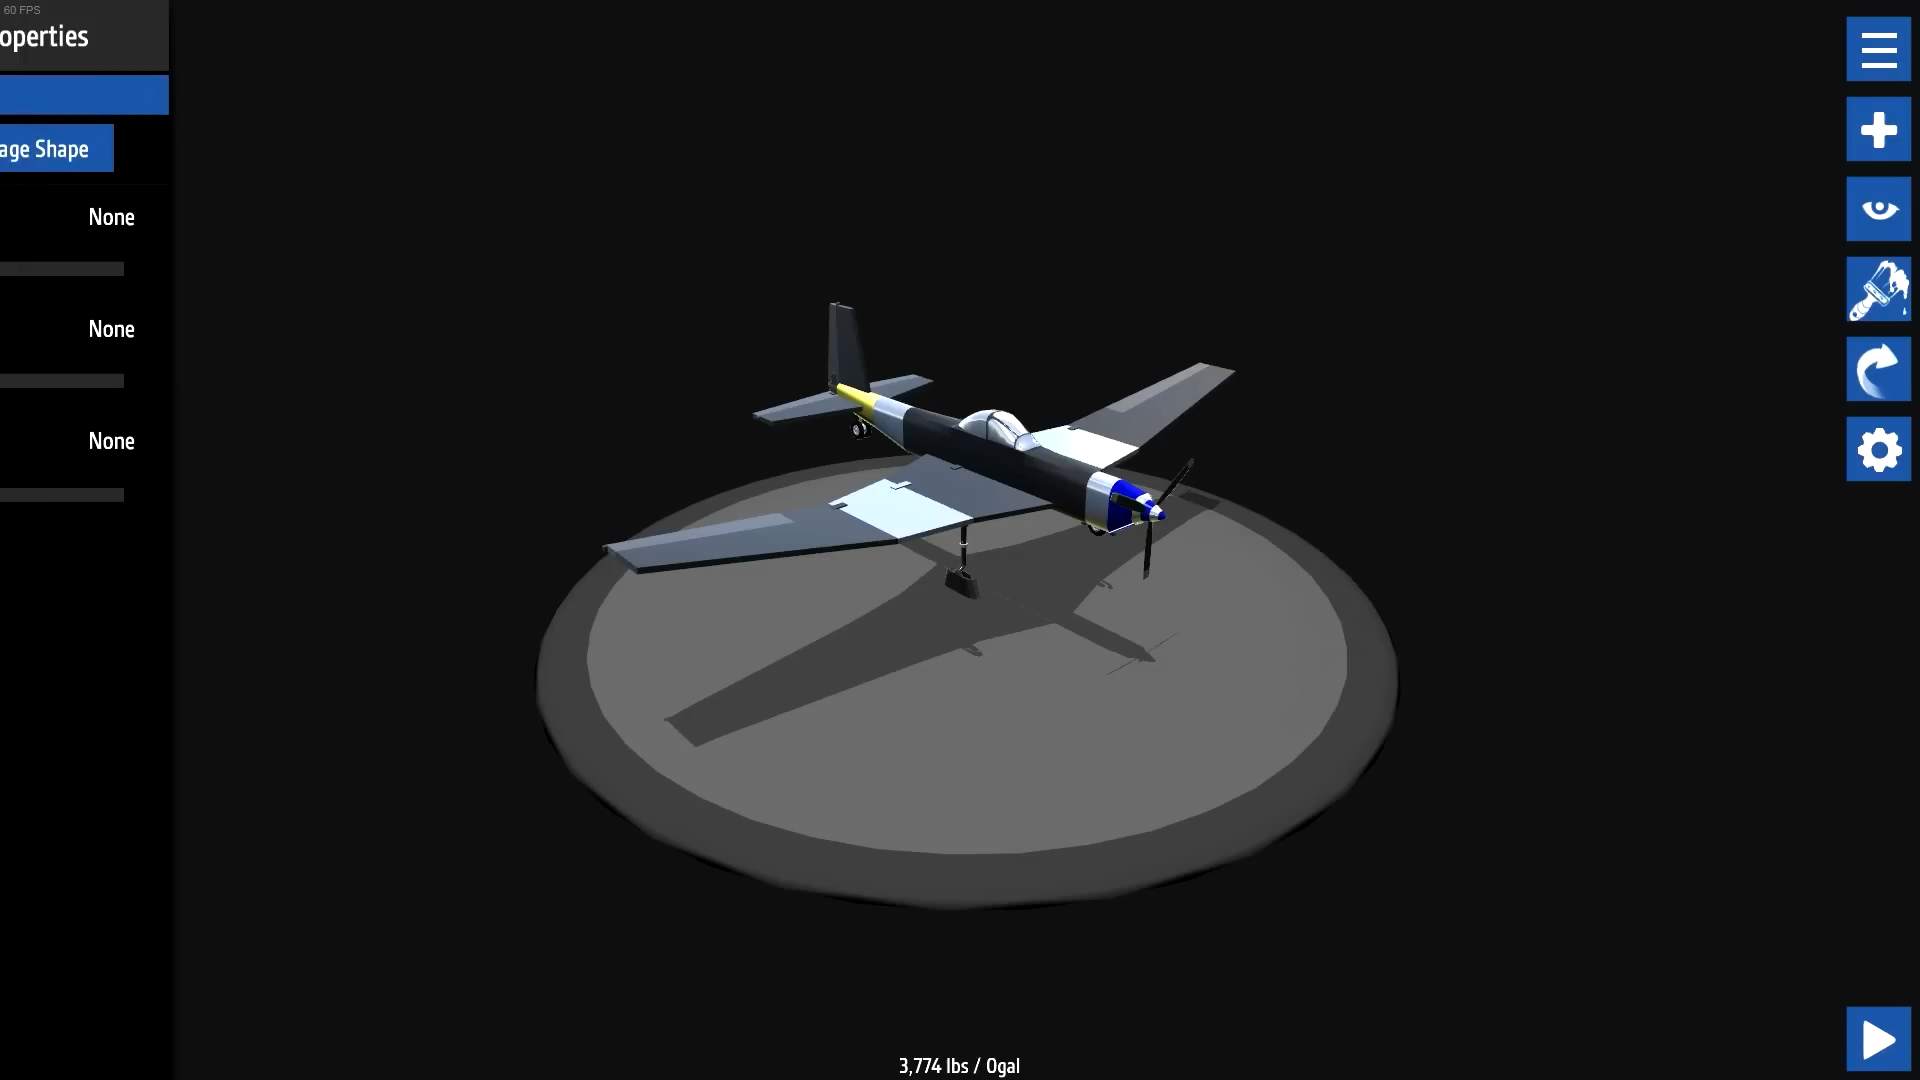 60 FPS
operties
age Shape
None
None
None
3,774 lbs / 0gal